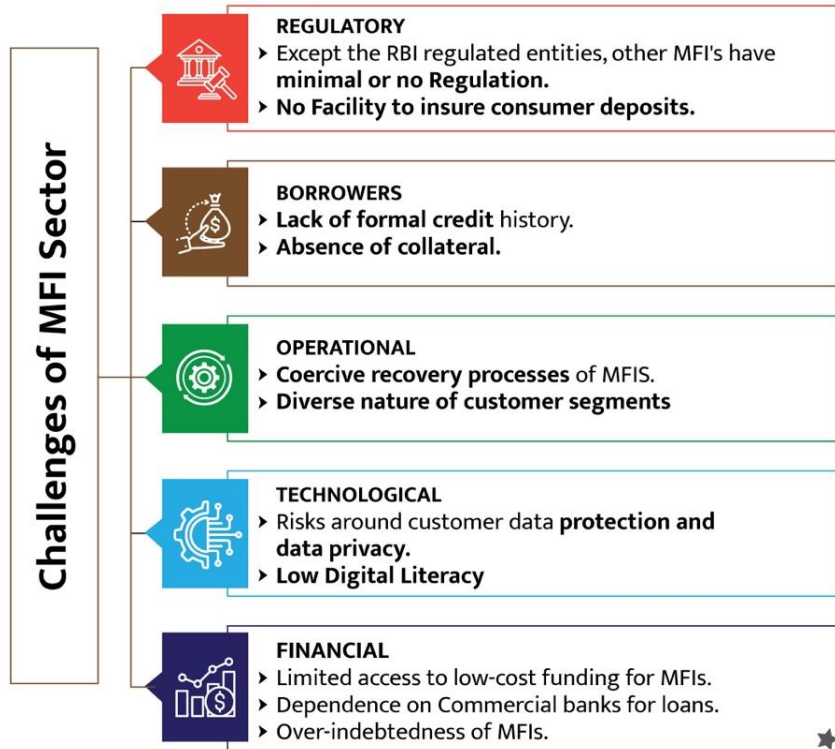 Challenges of MFI Sector
REGULATORY
➤ Except the RBI regulated entities, other MFI's have
minimal or no Regulation.
➤ No Facility to insure consumer deposits.
BORROWERS
➤ Lack of formal credit history.
➤ Absence of collateral.
OPERATIONAL
➤ Coercive recovery processes of MFIS.
➤ Diverse nature of customer segments
TECHNOLOGICAL
➤ Risks around customer data protection and
data privacy.
➤ Low Digital Literacy
FINANCIAL
➤ Limited access to low-cost funding for MFIs.
➤ Dependence on Commercial banks for loans.
➤ Over-indebtedness of MFIs.